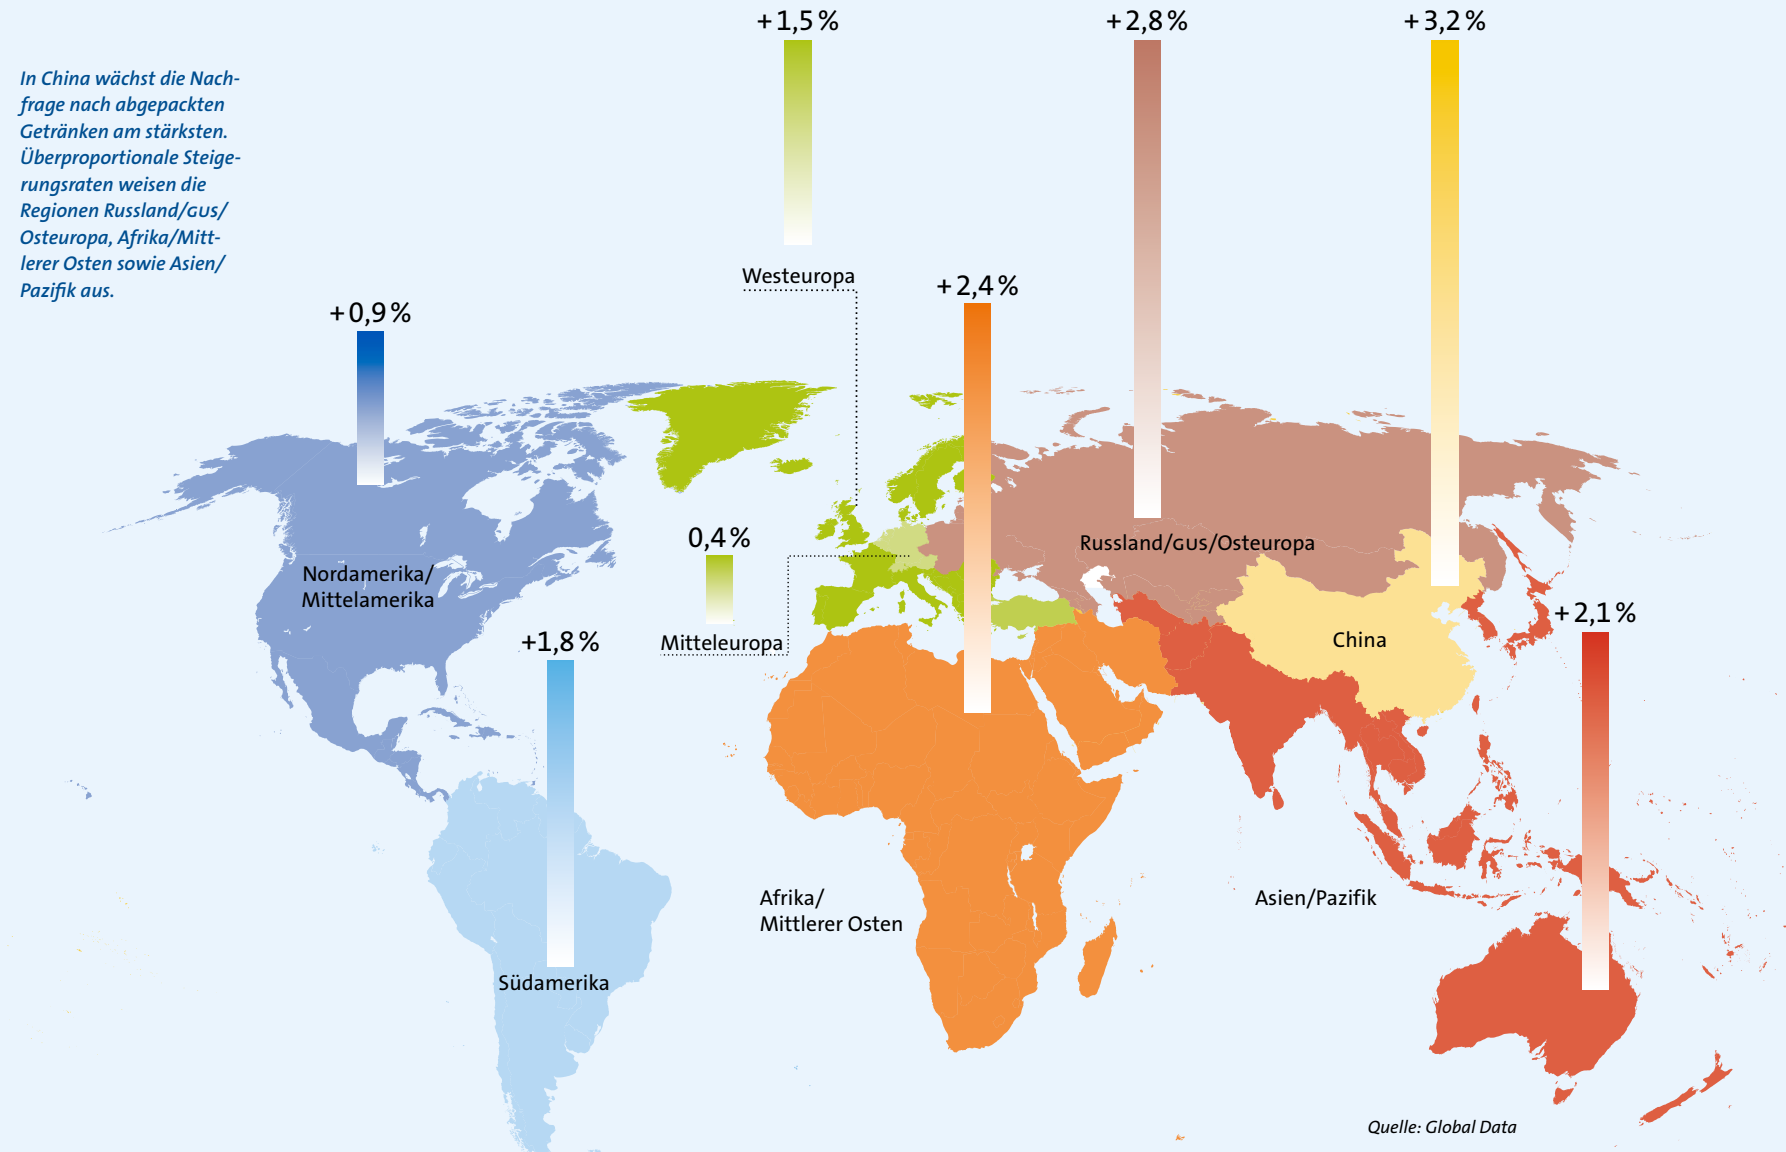 +1,5 %
+2,8 %
+3,2 %
In China wächst die Nach-
frage nach abgepackten
Getränken am stärksten.
Überproportionale Steige-
rungsraten weisen die
Regionen Russland/GUS/
Osteuropa, Afrika/Mitt-
lerer Osten sowie Asien/
Pazifik aus.
Westeuropa
+2,4 %
+0,9 %
0,4 %
Russland/GUS/Osteuropa
Nordamerika/
Mittelamerika
+2,1 %
+1,8 %
Mitteleuropa
China
Afrika/
Mittlerer Osten
Asien/Pazifik
Südamerika
Quelle: Global Data